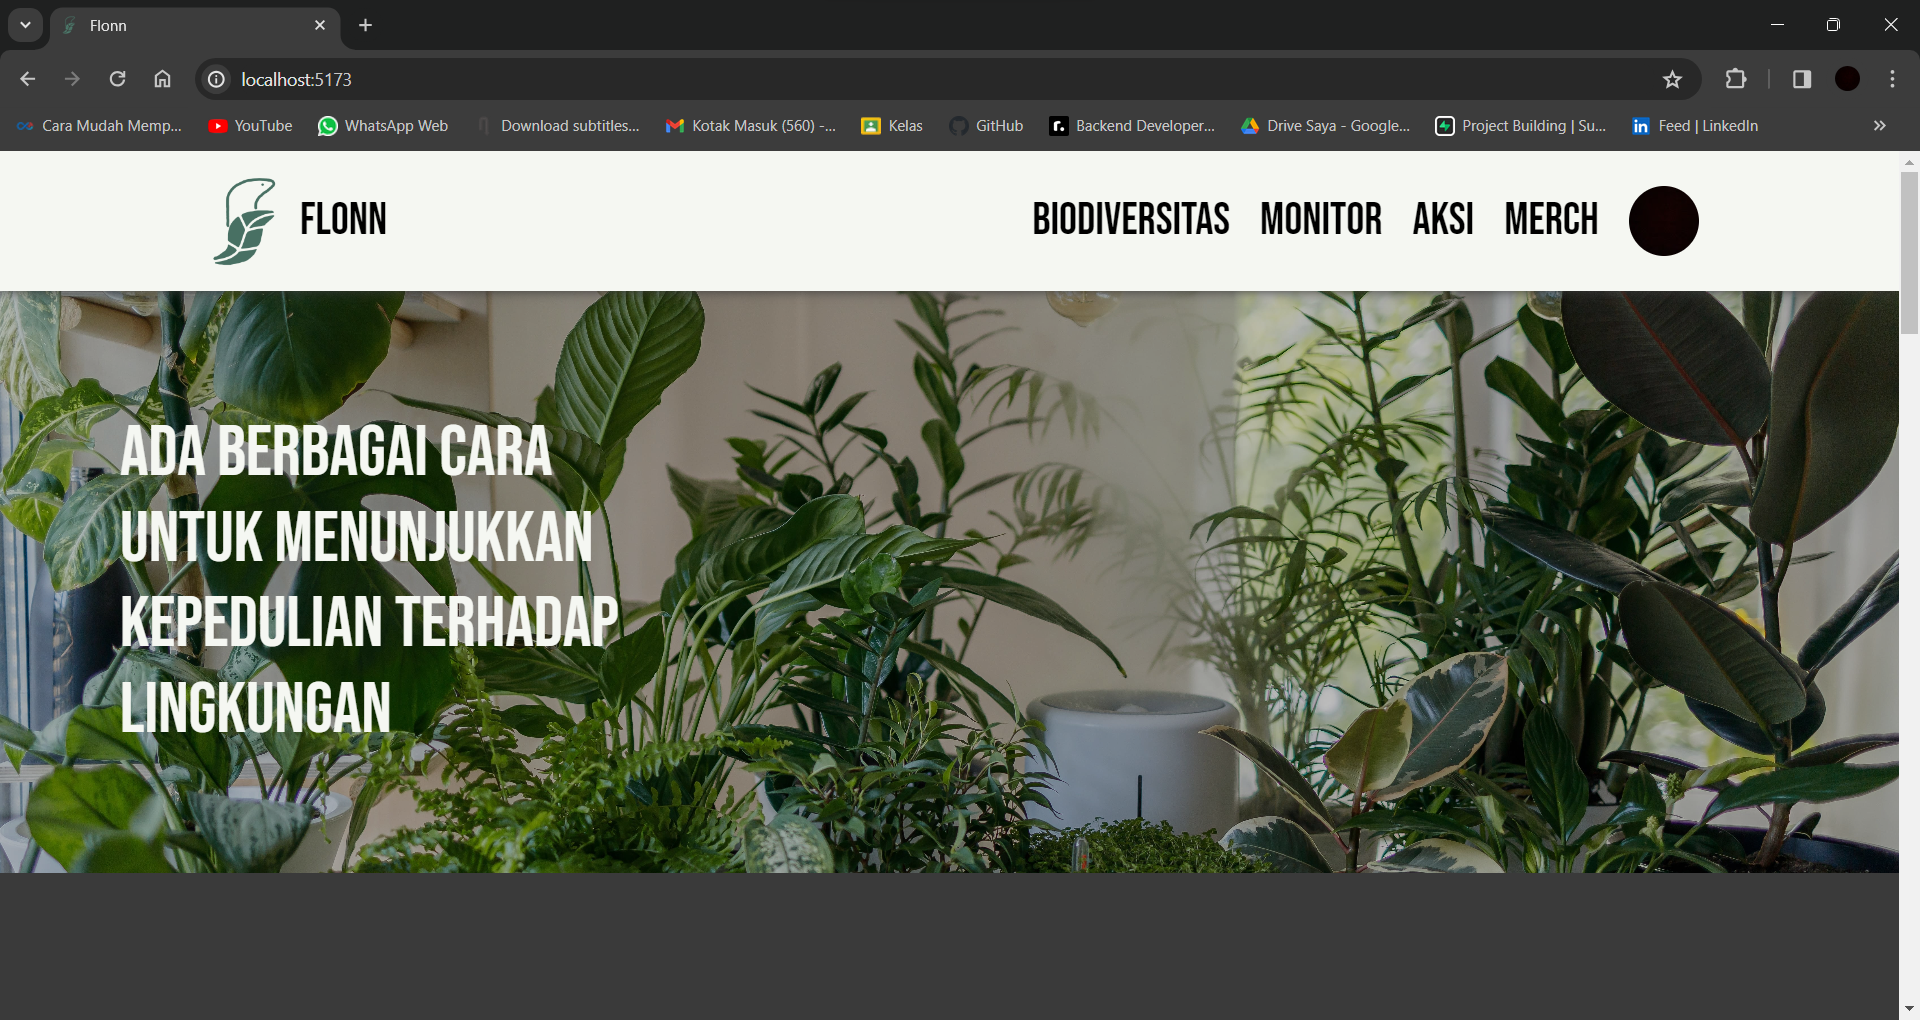 Flonn
localhost:5173
Cara Mudah Memp...
YouTube
WhatsApp Web
Download subtitles...
Kotak Masuk (560) -...
Kelas
GitHub
Backend Developer...
Drive Saya - Google...
Project Building | Su...
Feed | LinkedIn
FLONN
BIODIVERSITAS
MONITOR
AKSI
MERCH
ADA BERBAGAI CARA
UNTUK MENUNJUKKAN
KEPEDULIAN TERHADAP
LINGKUNGAN